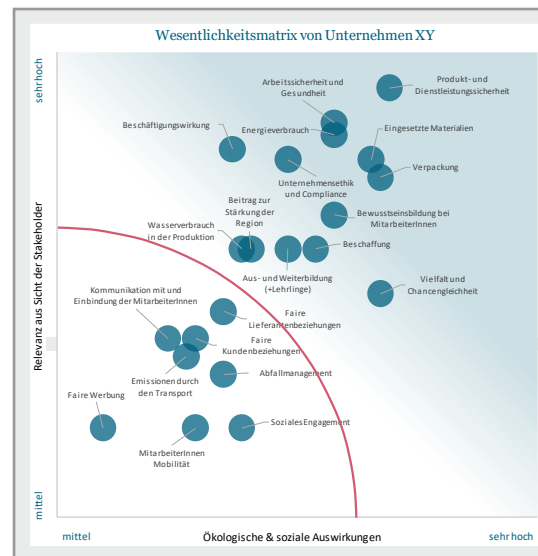 Wesentlichkeitsmatrix von Unternehmen XY
sehr hoch
Relevanz aus Sicht der Stakeholder
mittel
Produkt- und
Dienstleistungssicherheit
Arbeitssicherheit und
Gesundheit
Energieverbrauch
Eingesetzte Materialien
Beschäftigungswirkung
Verpackung
Unternehmensethik
und Compliance
Beitrag zur
Stärkung der
Region
Bewusstseinsbildung bei
MitarbeiterInnen
Wasserverbrauch
in der Produktion
Beschaffung
Aus- und Weiterbildung
(+Lehrlinge)
Vielfalt und
Chancengleichheit
Kommunikation mit und
Einbindung der MitarbeiterInnen
Faire
Lieferantenbeziehungen
Faire
Kundenbeziehungen
Emissionen durch
den Transport
Abfallmanagement
Faire Werbung
Soziales Engagement
MitarbeiterInnen
Mobilität
mittel
Ökologische & soziale Auswirkungen
sehr hoch